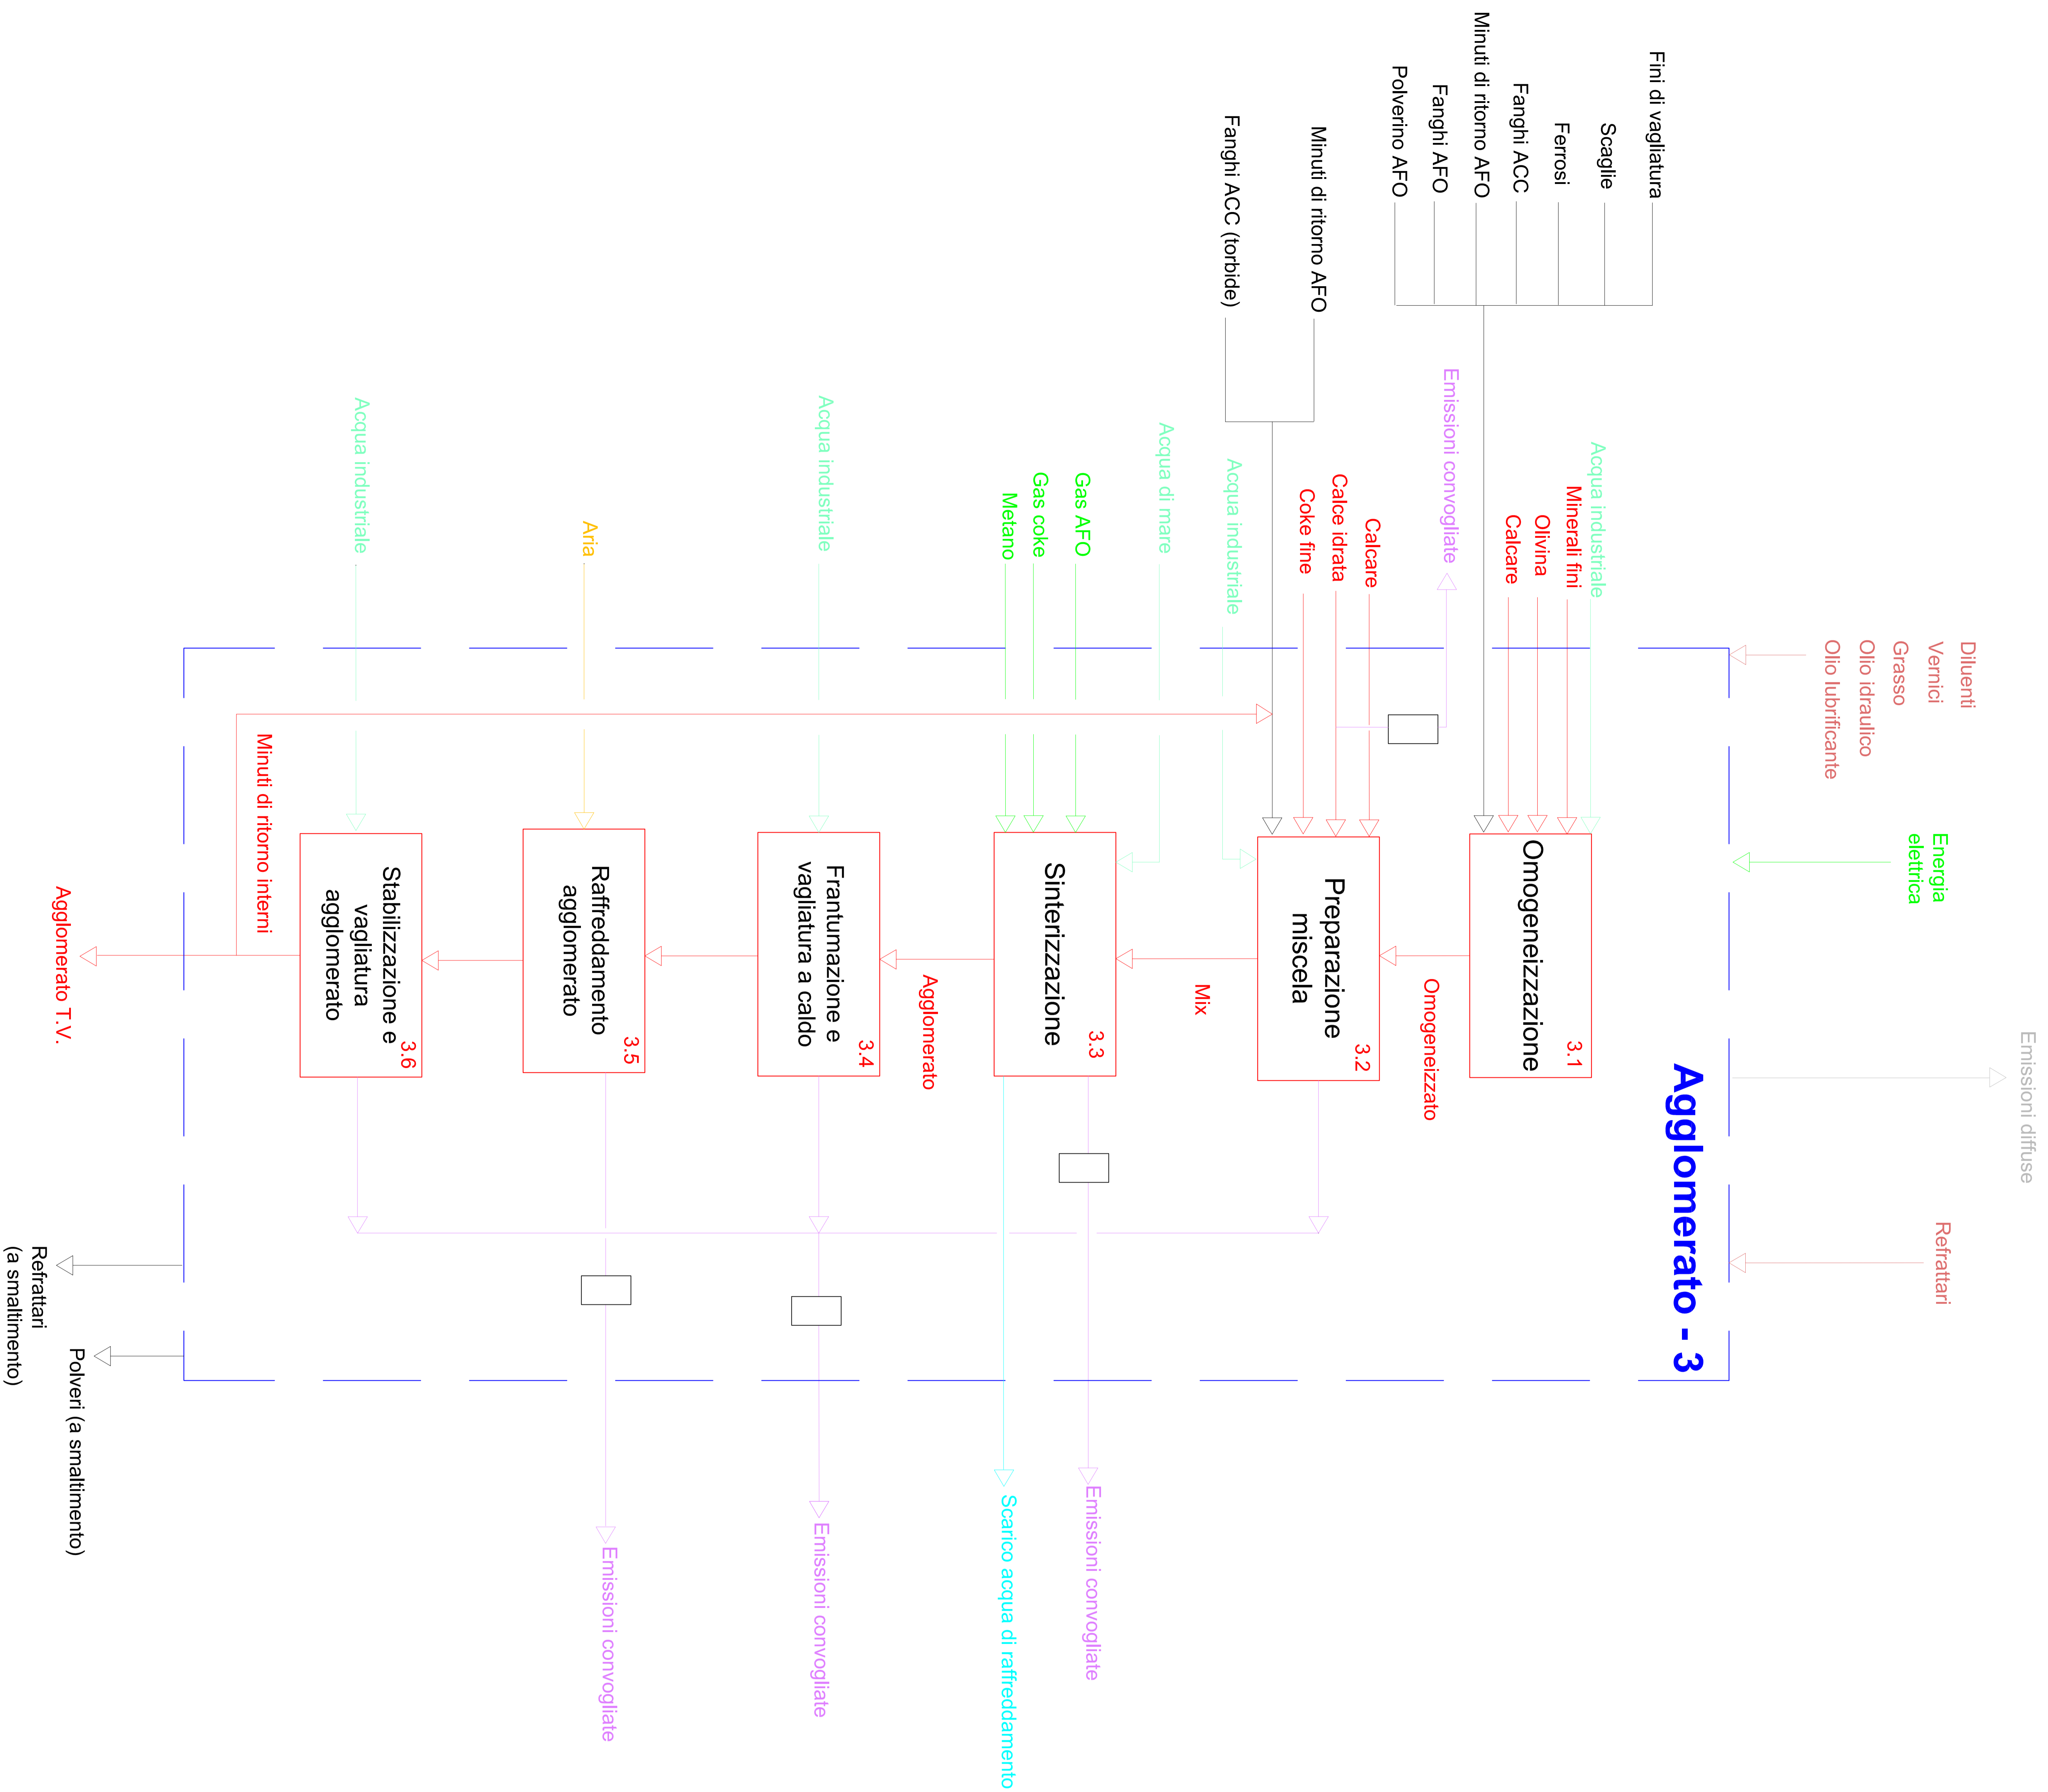 Agglomerato - 3
Diluenti
Vernici
Grasso
Olio idraulico
Olio lubrificante
Energia
elettrica
Emissioni diffuse
Refrattari
Fini di vagliatura
Scaglie
Ferrosi
Fanghi ACC
Minuti di ritorno AFO
Fanghi AFO
Polverino AFO
Acqua industriale
Minerali fini
Olivina
Calcare
3.1
Omogeneizzazione
Omogeneizzato
Emissioni convogliate
Minuti di ritorno AFO
Fanghi ACC (torbide)
Calcare
Calce idrata
Coke fine
Acqua industriale
3.2
Preparazione
miscela
Mix
Acqua di mare
Gas AFO
Gas coke
Metano
3.3
Sinterizzazione
Emissioni convogliate
Scarico acqua di raffreddamento
Agglomerato
Acqua industriale
3.4
Frantumazione e
vagliatura a caldo
Emissioni convogliate
Aria
3.5
Raffreddamento
agglomerato
Emissioni convogliate
Acqua industriale
3.6
Stabilizzazione e
vagliatura
agglomerato
Minuti di ritorno interni
Agglomerato T.V.
Polveri (a smaltimento)
Refrattari
(a smaltimento)